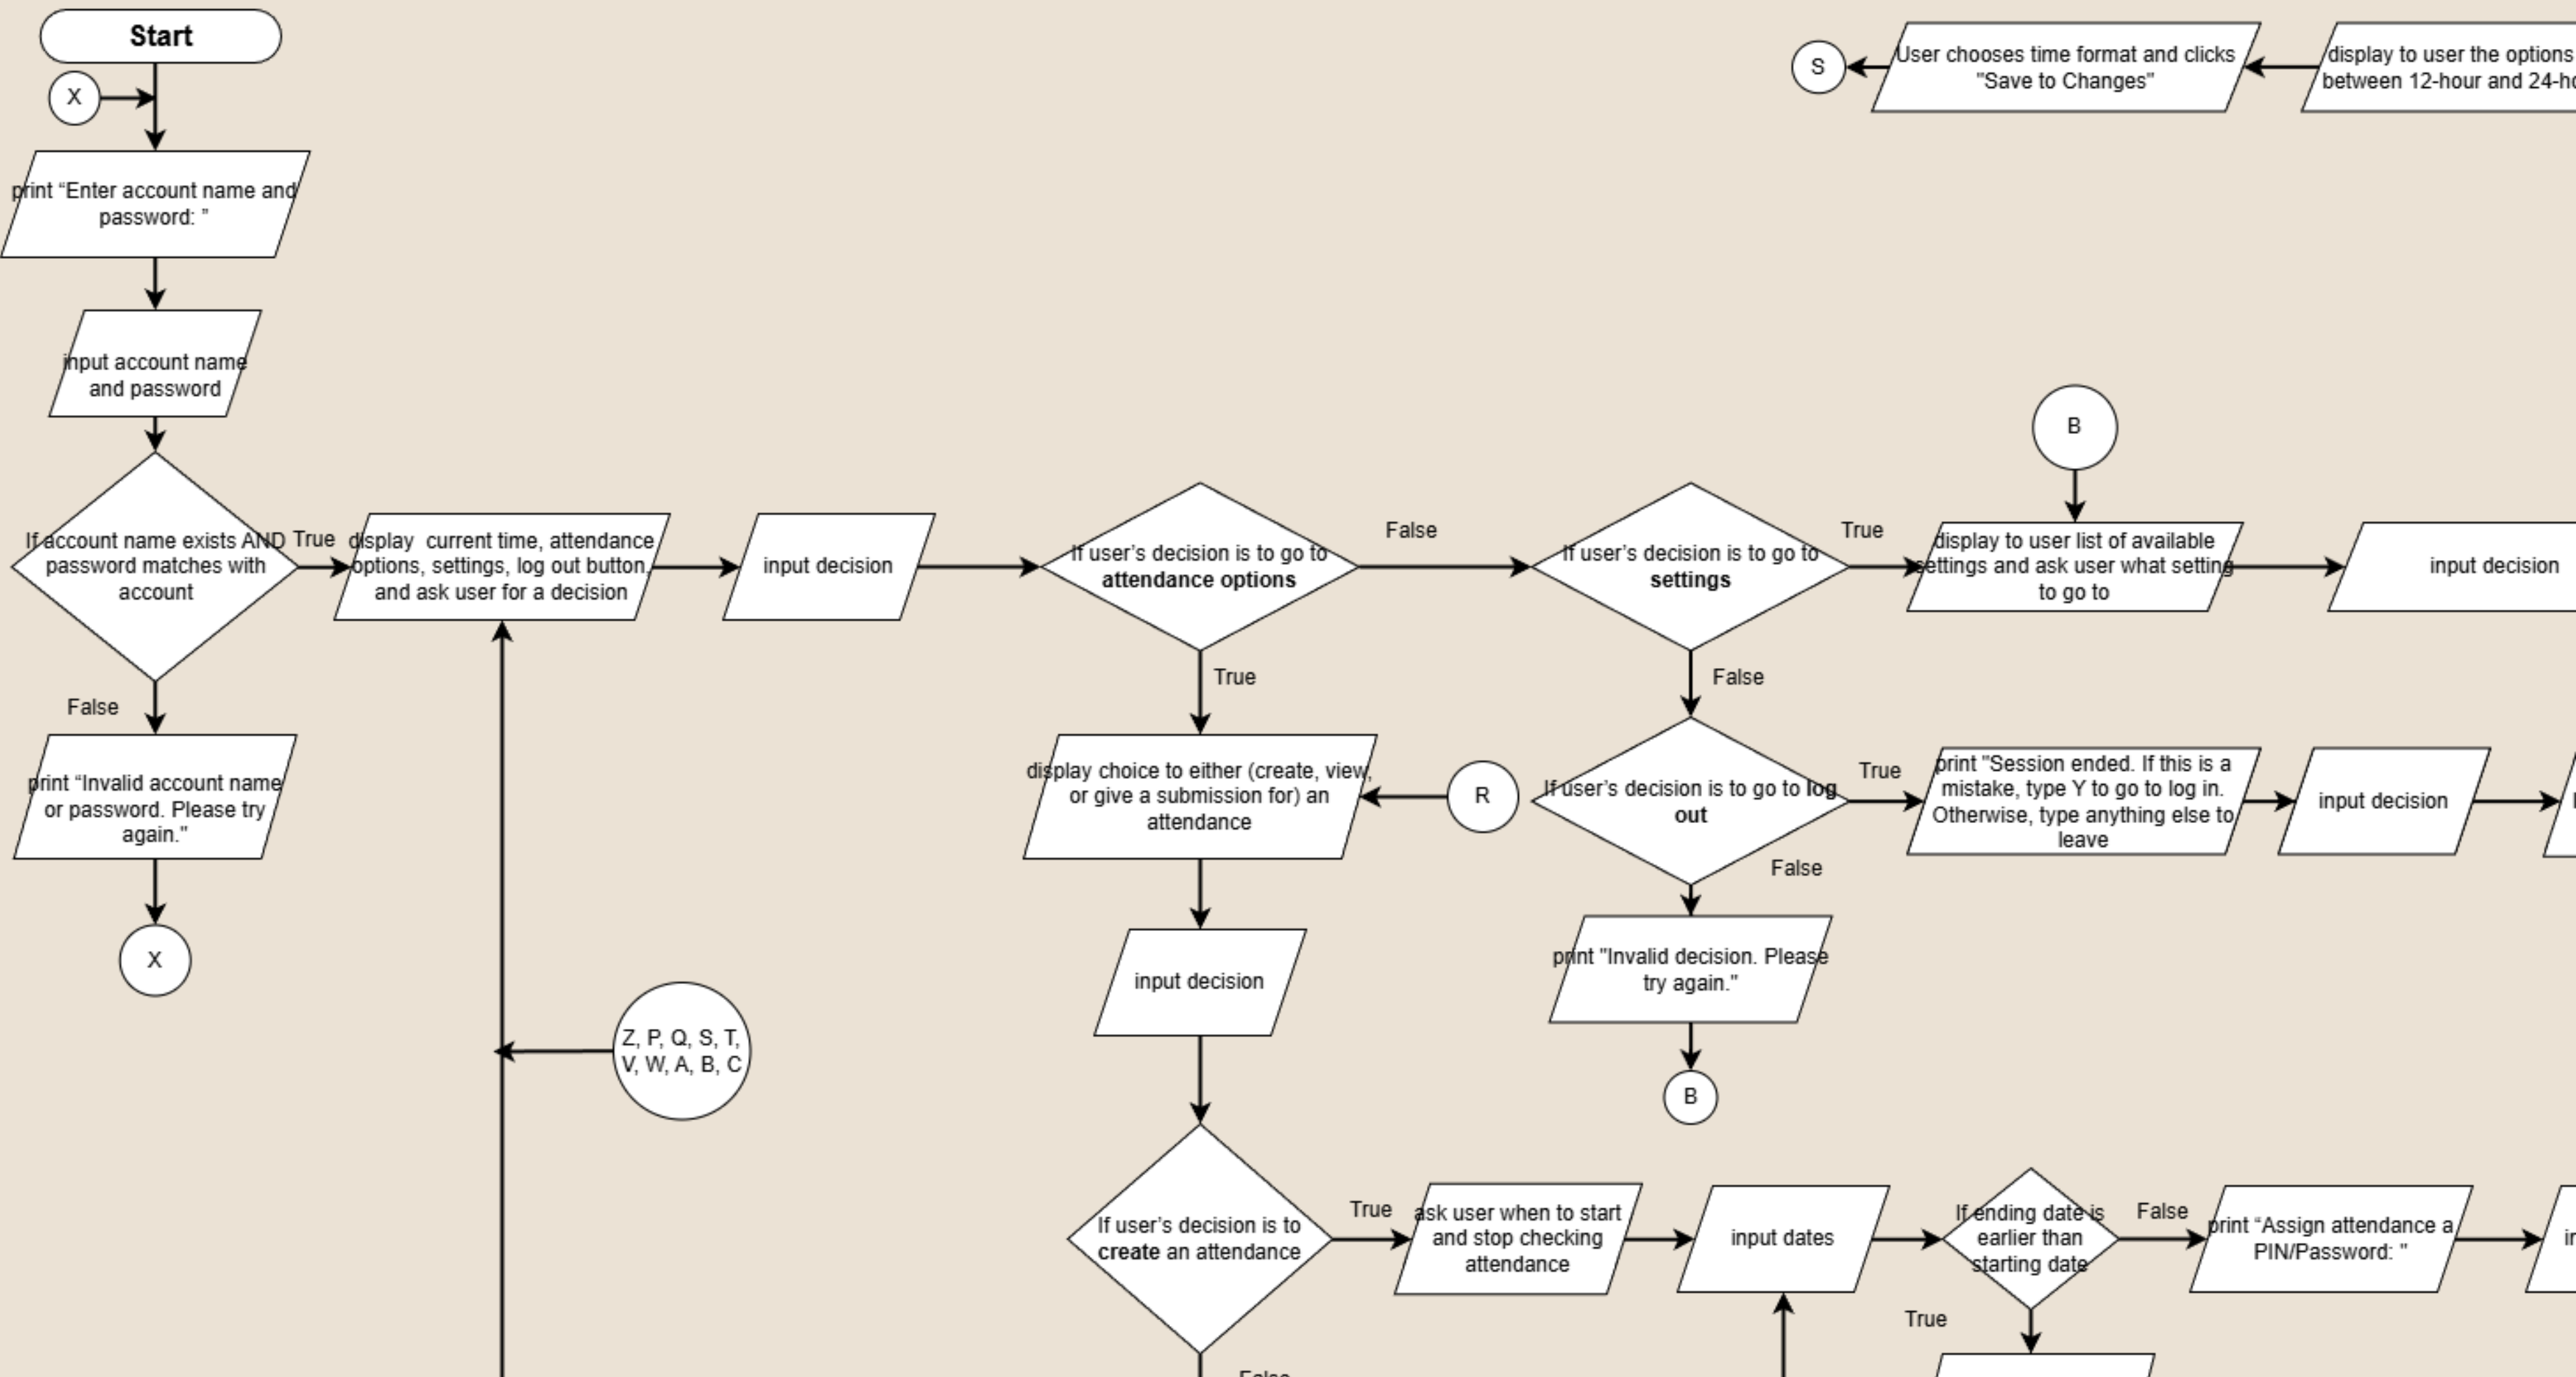 Start
X
print “Enter account name and
password: ”
input account name
and password
If account name exists AND
password matches with
account
True
False
print “Invalid account name
or password. Please try
again."
X
display  current time, attendance
options, settings, log out button,
and ask user for a decision
Z, P, Q, S, T,
V, W, A, B, C
input decision
If user’s decision is to go to
attendance options
False
True
display choice to either (create, view,
or give a submission for) an
attendance
R
input decision
If user’s decision is to
create an attendance
True
False
ask user when to start
and stop checking
attendance
input dates
If ending date is
earlier than
starting date
False
True
print “Assign attendance a
PIN/Password: "
If user’s decision is to go to
settings
True
False
If user’s decision is to go to log
out
True
False
print "Invalid decision. Please
try again."
B
print "Session ended. If this is a
mistake, type Y to go to log in.
Otherwise, type anything else to
leave
input decision
B
display to user list of available
settings and ask user what setting
to go to
input decision
S
User chooses time format and clicks
"Save to Changes"
display to user the options
between 12-hour and